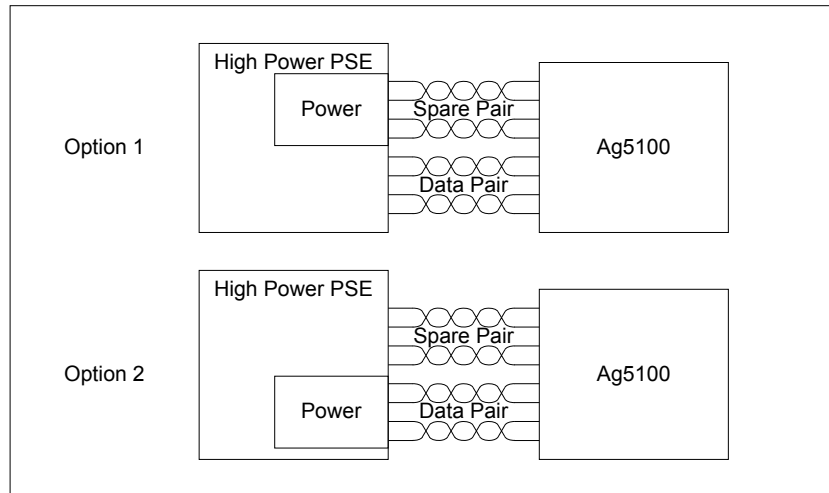 High Power PSE
Power
Spare Pair
Option 1
Ag5100
Data Pair
High Power PSE
Spare Pair
Option 2
Ag5100
Power
Data Pair